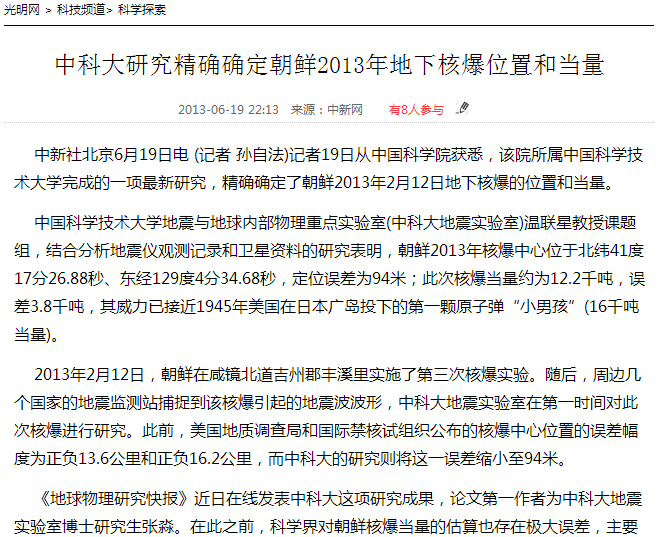 光明网 > 科技频道> 科学探索
中科大研究精确确定朝鲜2013年地下核爆位置和当量
2013-06-19 22:13 来源：中新网 有8人参与
中新社北京6月19日电 (记者 孙自法)记者19日从中国科学院获悉，该院所属中国科学技
术大学完成的一项最新研究，精确确定了朝鲜2013年2月12日地下核爆的位置和当量。
中国科学技术大学地震与地球内部物理重点实验室(中科大地震实验室)温联星教授课题
组，结合分析地震仪观测记录和卫星资料的研究表明，朝鲜2013年核爆中心位于北纬41度
17分26.88秒、东经129度4分34.68秒，定位误差为94米；此次核爆当量约为12.2千吨，误
差3.8千吨，其威力已接近1945年美国在日本广岛投下的第一颗原子弹“小男孩”(16千吨
当量)。
2013年2月12日，朝鲜在咸镜北道吉州郡丰溪里实施了第三次核爆实验。随后，周边几
个国家的地震监测站捕捉到该核爆引起的地震波波形，中科大地震实验室在第一时间对此
次核爆进行研究。此前，美国地质调查局和国际禁核试组织公布的核爆中心位置的误差幅
度为正负13.6公里和正负16.2公里，而中科大的研究则将这一误差缩小至94米。
《地球物理研究快报》近日在线发表中科大这项研究成果，论文第一作者为中科大地震
实验室博士研究生张淼。在此之前，科学界对朝鲜核爆当量的估算也存在极大误差，主要